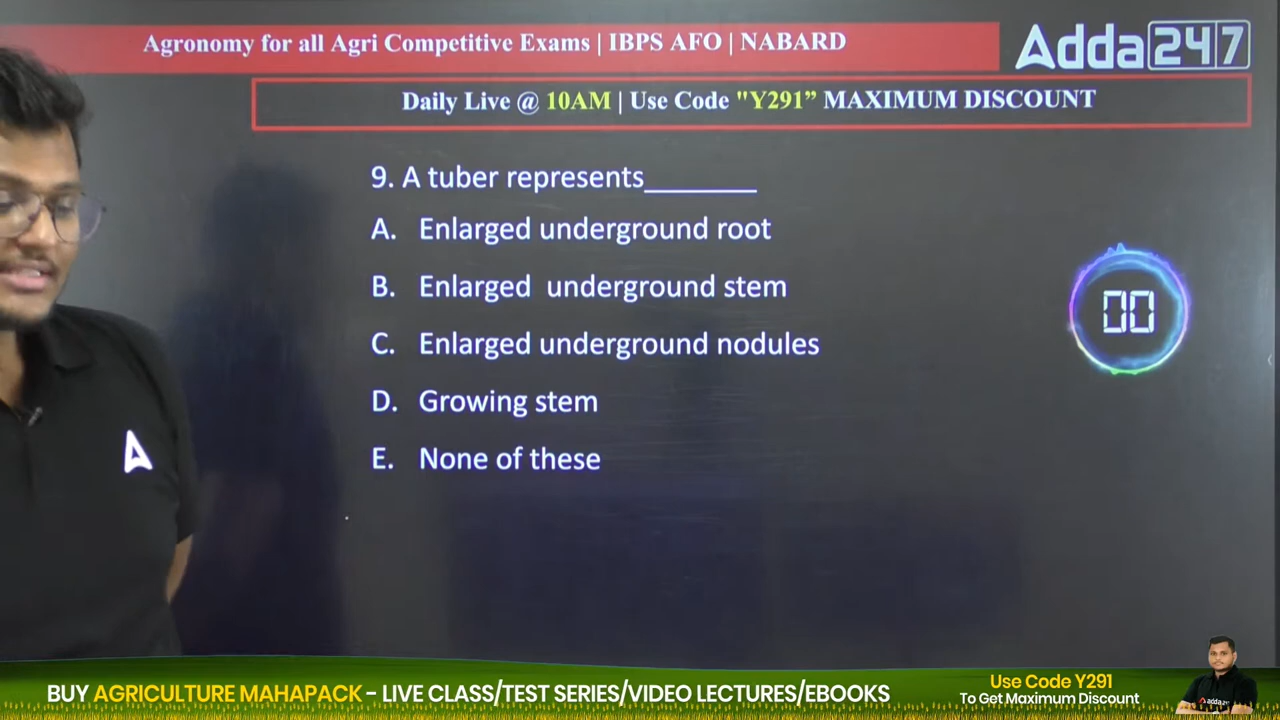 Agronomy for all Agri Competitive Exams | IBPS AFO | NABARD
Adda247
Daily Live @ 10AM | Use Code "Y291” MAXIMUM DISCOUNT
9. A tuber represents_______
A. Enlarged underground root
B. Enlarged  underground stem
C. Enlarged underground nodules
D. Growing stem
E. None of these
00
BUY AGRICULTURE MAHAPACK - LIVE CLASS/TEST SERIES/VIDEO LECTURES/EBOOKS
Use Code Y291
To Get Maximum Discount